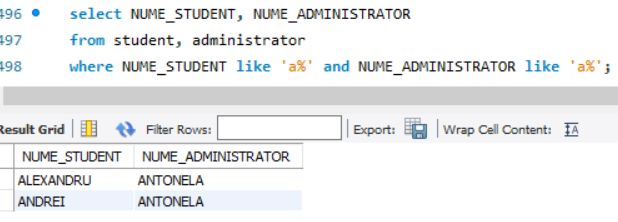 496 select NUME_STUDENT, NUME_ADMINISTRATOR
497 from student, administrator
498 where NUME_STUDENT like 'a%' and NUME_ADMINISTRATOR like 'a%';
Result Grid Filter Rows: Export: Wrap Cell Content: IA
NUME_STUDENT NUME_ADMINISTRATOR
ALEXANDRU ANTONELA
ANDREI ANTONELA